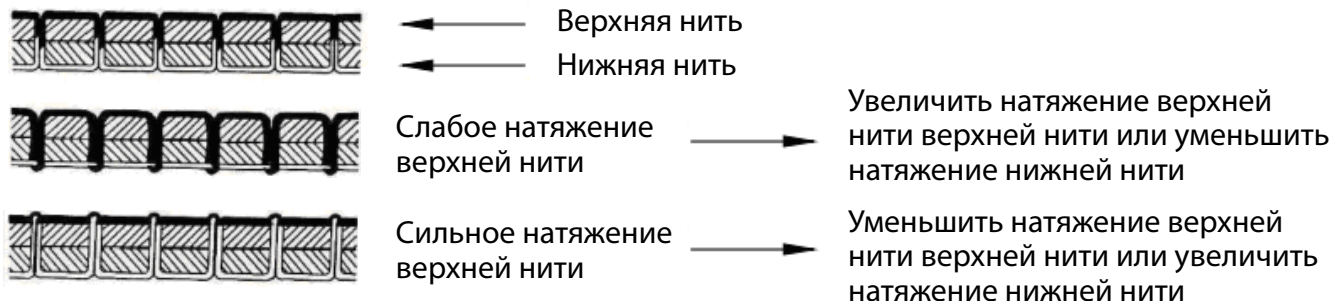 Верхняя нить
Нижняя нить
Слабое натяжение
верхней нити
Увеличить натяжение верхней
нити верхней нити или уменьшить
натяжение нижней нити
Сильное натяжение
верхней нити
Уменьшить натяжение верхней
нити верхней нити или увеличить
натяжение нижней нити